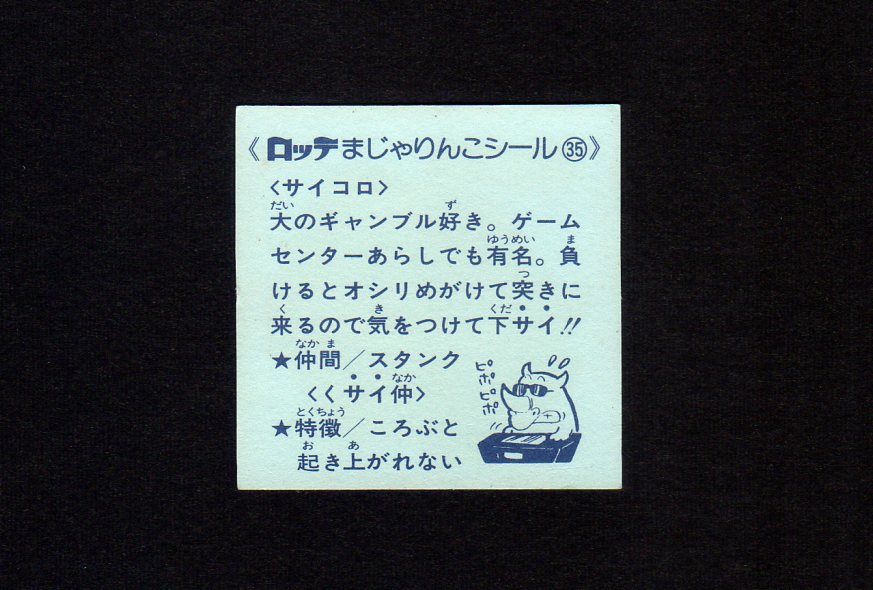 《ロッテまじゃりんこシール㉟》
〈サイコロ〉
大のギャンブル好き。ゲーム
センターあらしでも有名。負
けるとオシリめがけて突きに
来るので気をつけて下サイ!!
★仲間/スタンク
〈くサイ仲〉
★特徴/ころぶと
起き上がれない
ピポピポ